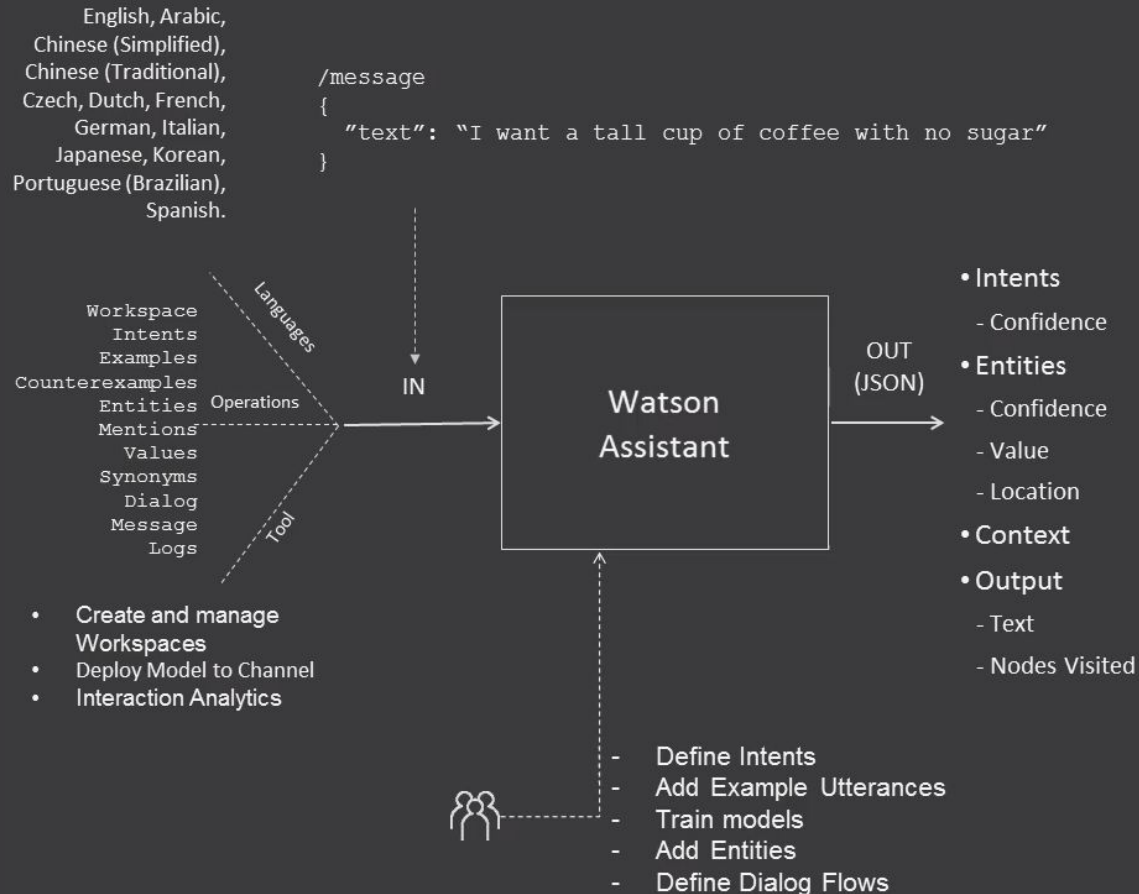 English, Arabic,
Chinese (Simplified),
Chinese (Traditional),
Czech, Dutch, French,
German, Italian,
Japanese, Korean,
Portuguese (Brazilian),
Spanish.
/message
{
”text”: “I want a tall cup of coffee with no sugar”
}
Languages
Workspace
Intents
Examples
Counterexamples
Entities
Mentions
Values
Synonyms
Dialog
Message
Logs
Operations
Tool
• Create and manage
Workspaces
• Deploy Model to Channel
• Interaction Analytics
IN
Watson
Assistant
OUT
(JSON)
• Intents
- Confidence
• Entities
- Confidence
- Value
- Location
• Context
• Output
- Text
- Nodes Visited
- Define Intents
- Add Example Utterances
- Train models
- Add Entities
- Define Dialog Flows